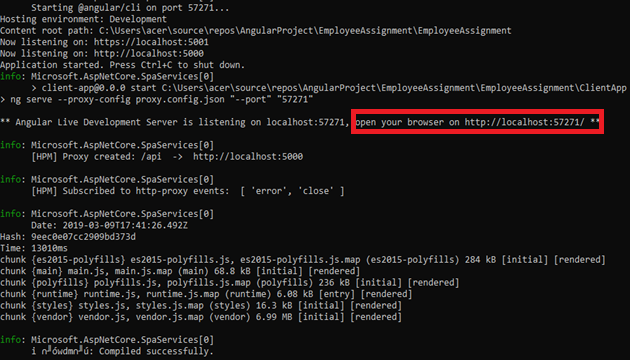 Starting @angular/cli on port 57271...
Hosting environment: Development
Content root path: C:\Users\acer\source\repos\AngularProject\EmployeeAssignment\EmployeeAssignment
Now listening on: https://localhost:5001
Now listening on: http://localhost:5000
Application started. Press Ctrl+C to shut down.
info: Microsoft.AspNetCore.SpaServices[0]
> client-app@0.0.0 start C:\Users\acer\source\repos\AngularProject\EmployeeAssignment\EmployeeAssignment\ClientApp
> ng serve --proxy-config proxy.config.json "--port" "57271"
** Angular Live Development Server is listening on localhost:57271, open your browser on http://localhost:57271/ **
info: Microsoft.AspNetCore.SpaServices[0]
[HPM] Proxy created: /api  ->  http://localhost:5000
info: Microsoft.AspNetCore.SpaServices[0]
[HPM] Subscribed to http-proxy events:  [ 'error', 'close' ]
info: Microsoft.AspNetCore.SpaServices[0]
Date: 2019-03-09T17:41:26.492Z
Hash: 9eec0e07cc2909bd373d
Time: 13010ms
chunk {es2015-polyfills} es2015-polyfills.js, es2015-polyfills.js.map (es2015-polyfills) 284 kB [initial] [rendered]
chunk {main} main.js, main.js.map (main) 68.8 kB [initial] [rendered]
chunk {polyfills} polyfills.js, polyfills.js.map (polyfills) 236 kB [initial] [rendered]
chunk {runtime} runtime.js, runtime.js.map (runtime) 6.08 kB [entry] [rendered]
chunk {styles} styles.js, styles.js.map (styles) 16.3 kB [initial] [rendered]
chunk {vendor} vendor.js, vendor.js.map (vendor) 6.99 MB [initial] [rendered]
info: Microsoft.AspNetCore.SpaServices[0]
i : Compiled successfully.